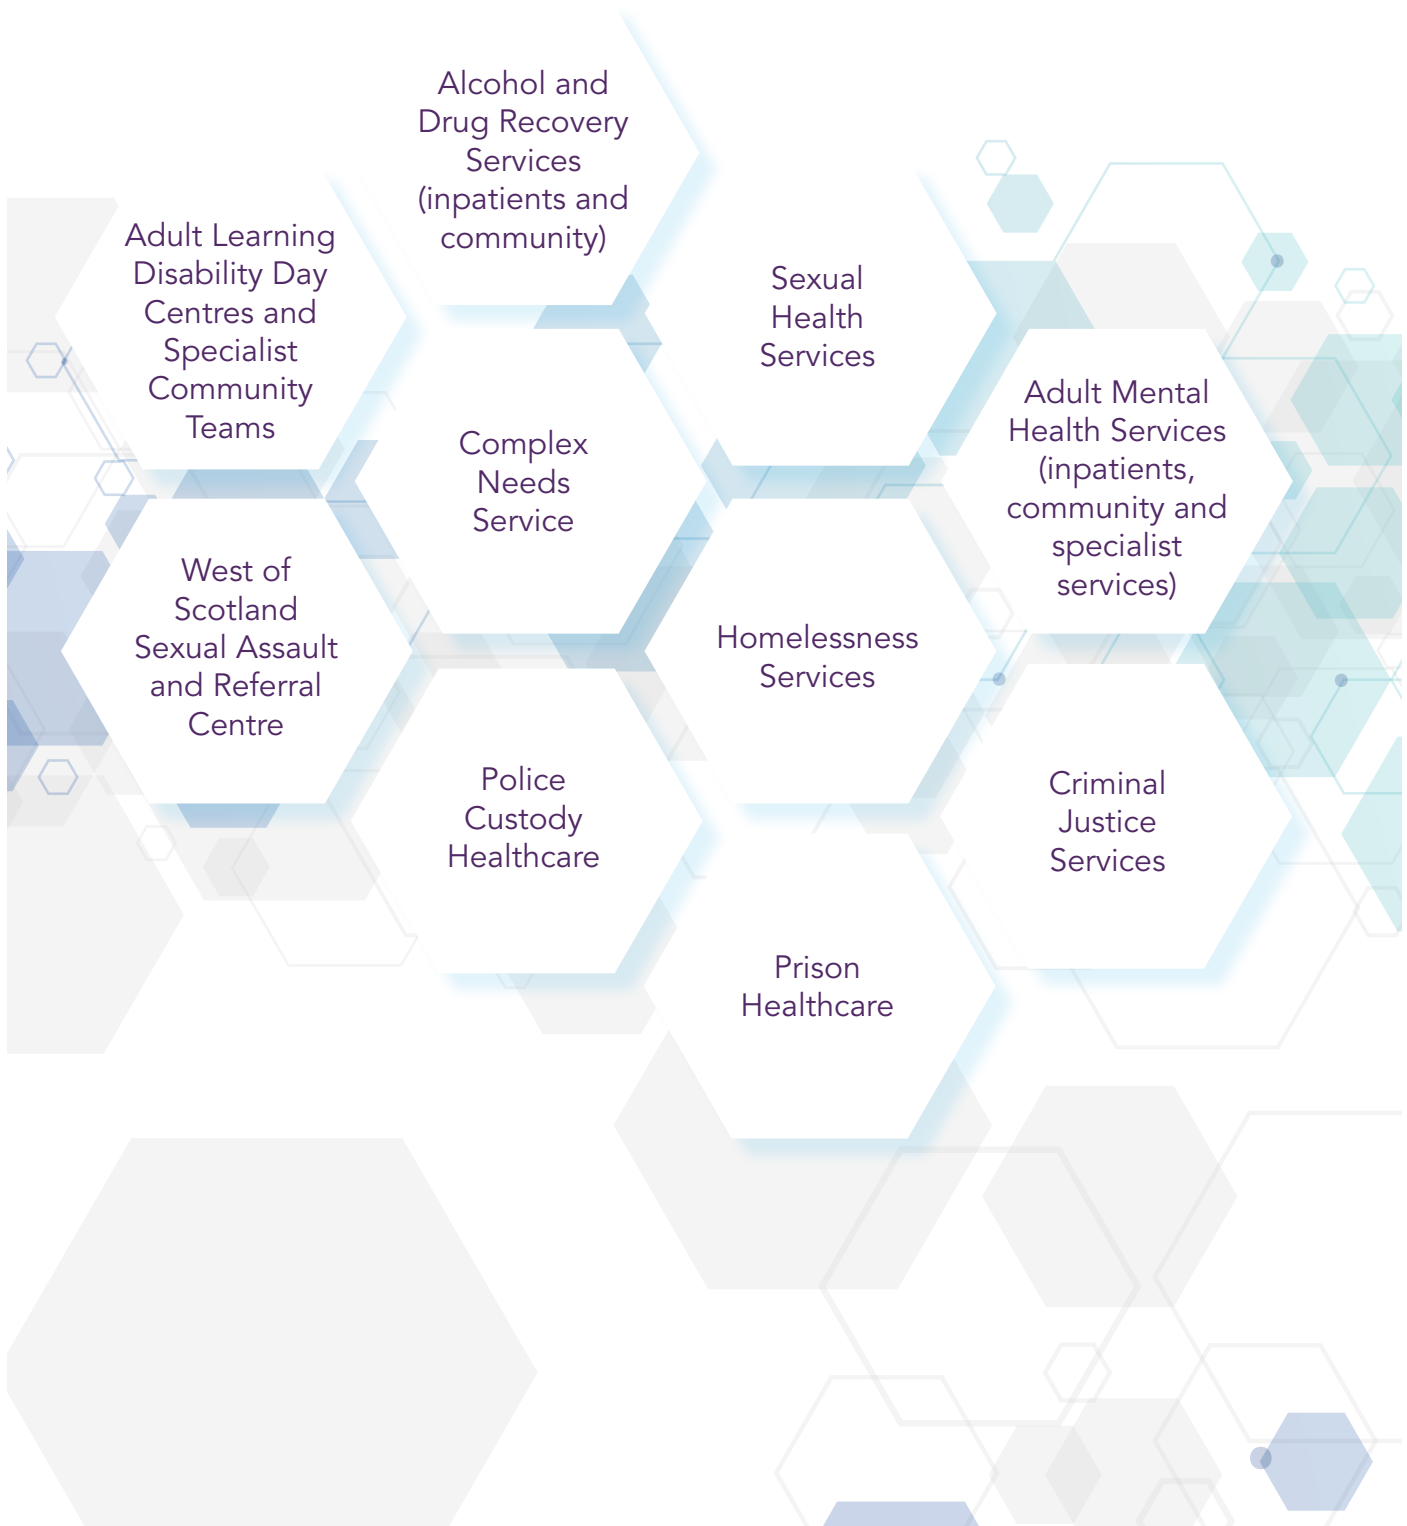 Alcohol and
Drug Recovery
Services
(inpatients and
community)
Adult Learning
Disability Day
Centres and
Specialist
Community
Teams
Sexual
Health
Services
Adult Mental
Health Services
(inpatients,
community and
specialist
services)
Complex
Needs
Service
West of
Scotland
Sexual Assault
and Referral
Centre
Homelessness
Services
Police
Custody
Healthcare
Criminal
Justice
Services
Prison
Healthcare